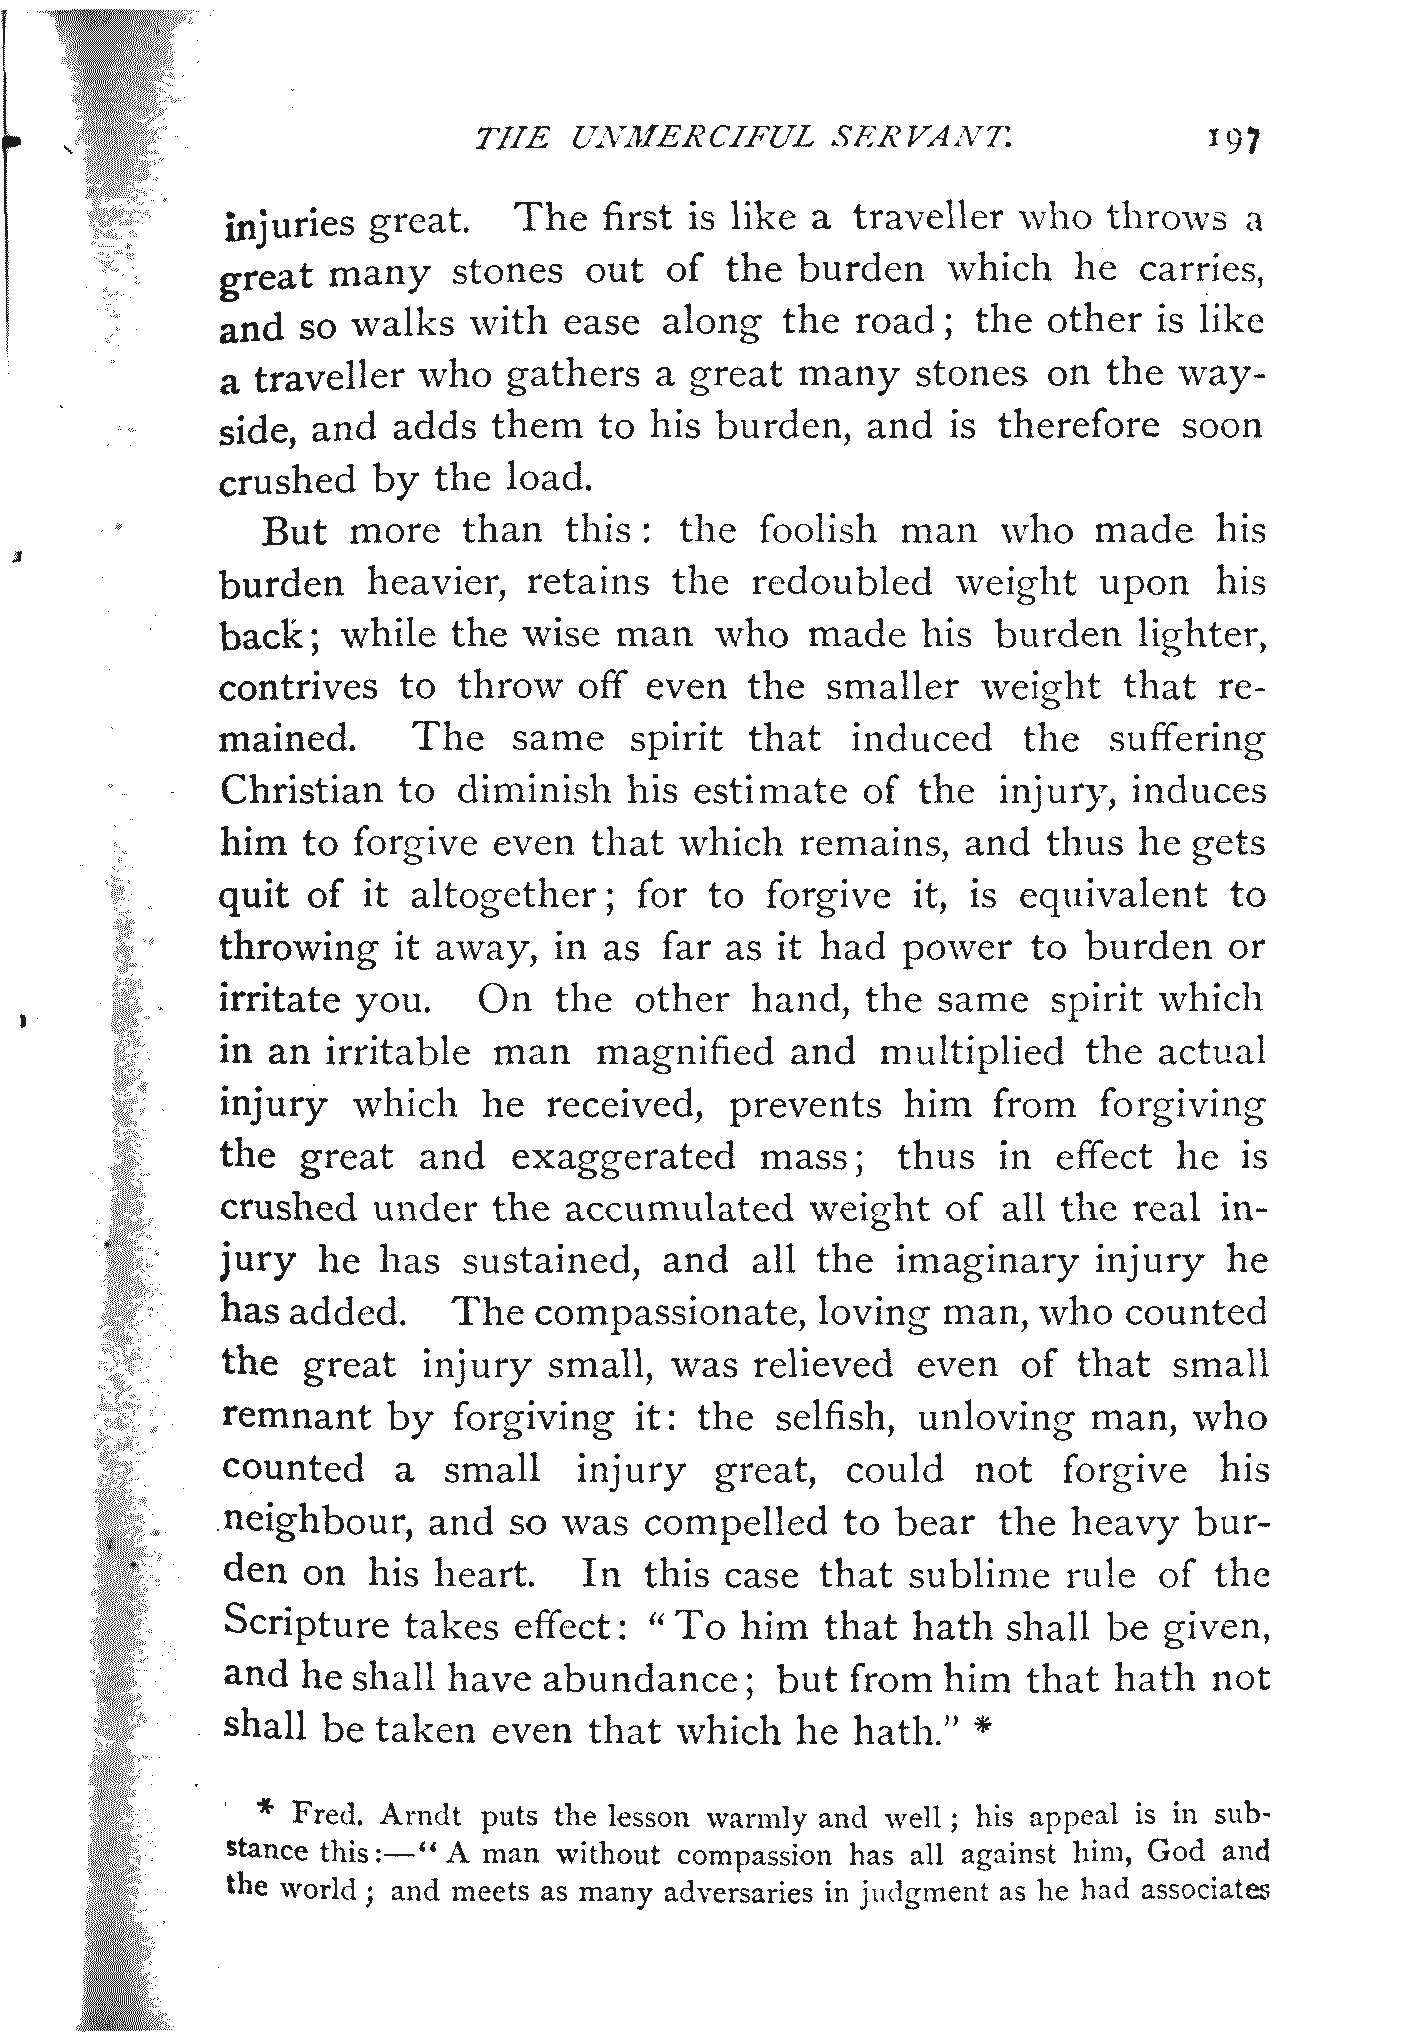 THE UNMERCIFUL SERVANT. 197
injuries great. The first is like a traveller who throws a
great many stones out of the burden which he carries,
and so walks with ease along the road; the other is like
a traveller who gathers a great many stones on the way-
side, and adds them to his burden, and is therefore soon
crushed by the load.
But more than this: the foolish man who made his
burden heavier, retains the redoubled weight upon his
back; while the wise man who made his burden lighter,
contrives to throw off even the smaller weight that re-
mained. The same spirit that induced the suffering
Christian to diminish his estimate of the injury, induces
him to forgive even that which remains, and thus he gets
quit of it altogether; for to forgive it, is equivalent to
throwing it away, in as far as it had power to burden or
irritate you. On the other hand, the same spirit which
in an irritable man magnified and multiplied the actual
injury which he received, prevents him from forgiving
the great and exaggerated mass; thus in effect he is
crushed under the accumulated weight of all the real in-
jury he has sustained, and all the imaginary injury he
has added. The compassionate, loving man, who counted
the great injury small, was relieved even of that small
remnant by forgiving it: the selfish, unloving man, who
counted a small injury great, could not forgive his
neighbour, and so was compelled to bear the heavy bur-
den on his heart. In this case that sublime rule of the
Scripture takes effect: "To him that hath shall be given,
and he shall have abundance; but from him that hath not
shall be taken even that which he hath." *
* Fred. Arndt puts the lesson warmly and well; his appeal is in sub-
stance this:—"A man without compassion has all against him, God and
the world; and meets as many adversaries in judgment as he had associates